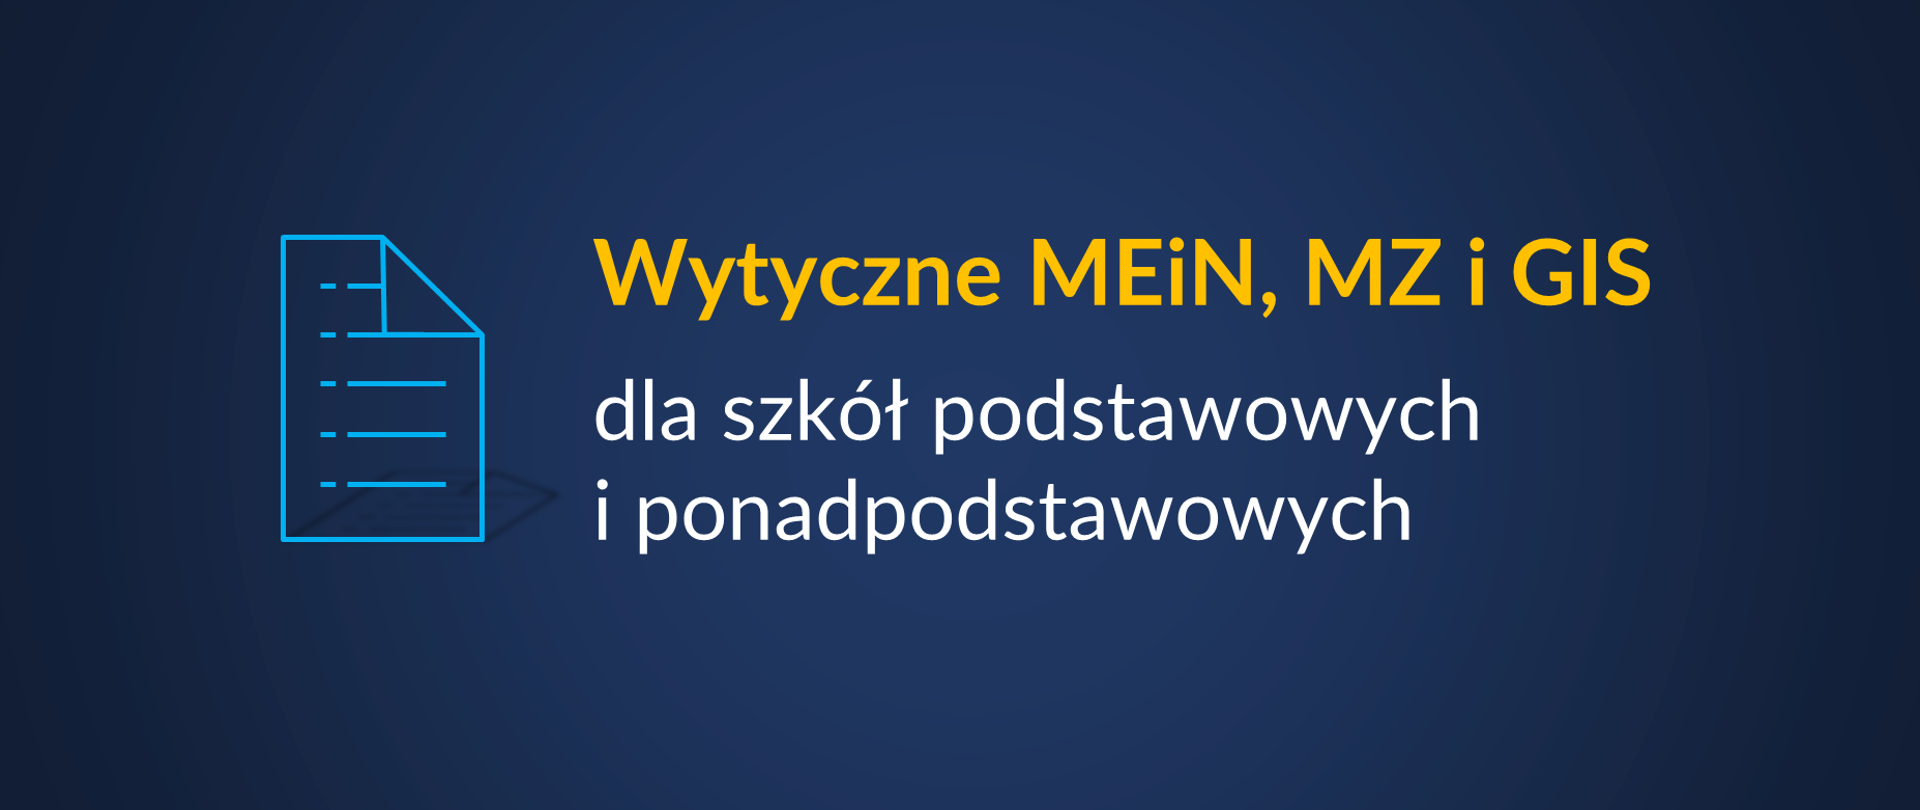 Wytyczne MEiN, MZ i GIS
dla szkół podstawowych
i ponadpodstawowych